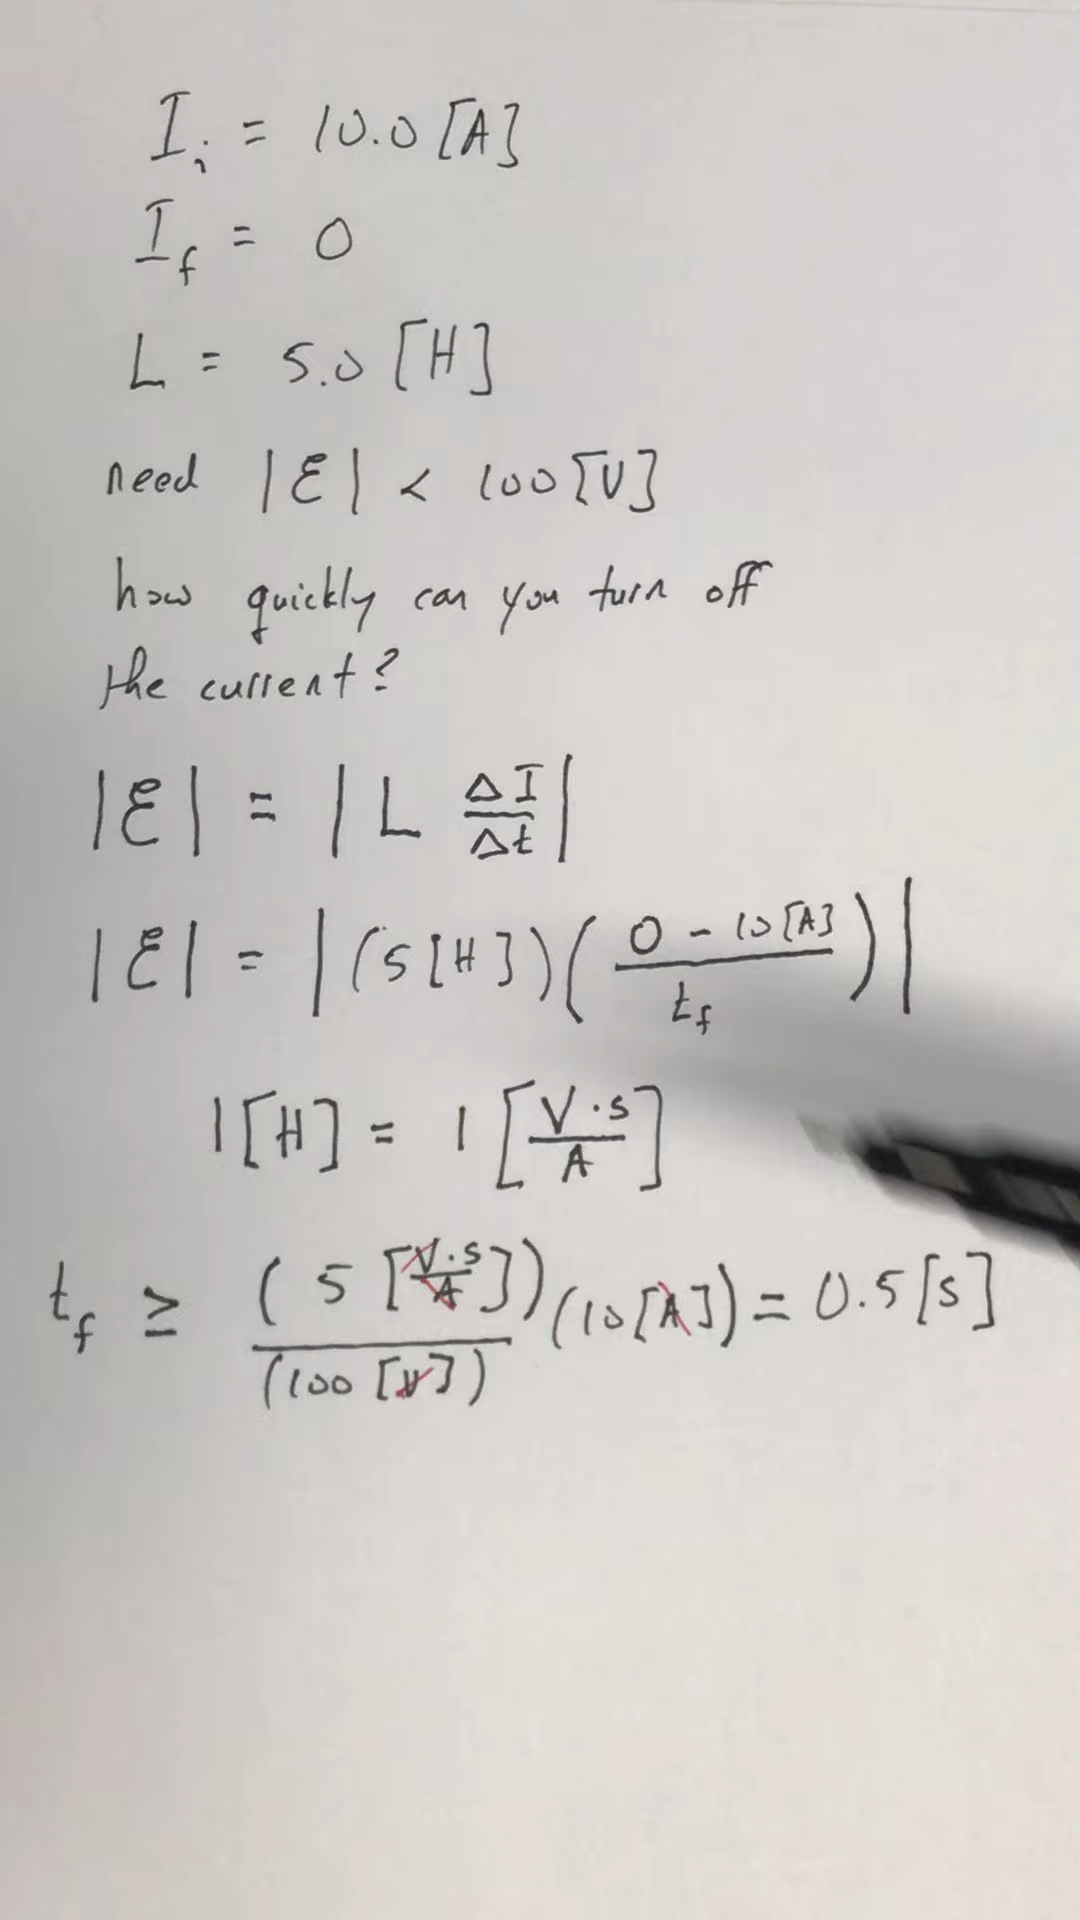 I_i = 10.0 [A]
I_f = 0
L = 5.0 [H]
need |ℰ| < 100 [V]
how quickly can you turn off
the current?
|ℰ| = |L ΔI/Δt|
|ℰ| = |(5[H])(0 - 10[A]/t_f)|
1[H] = 1[V·s/A]
t_f ≥ (5[V·s/A])/(100[V]) (10[A]) = 0.5[s]